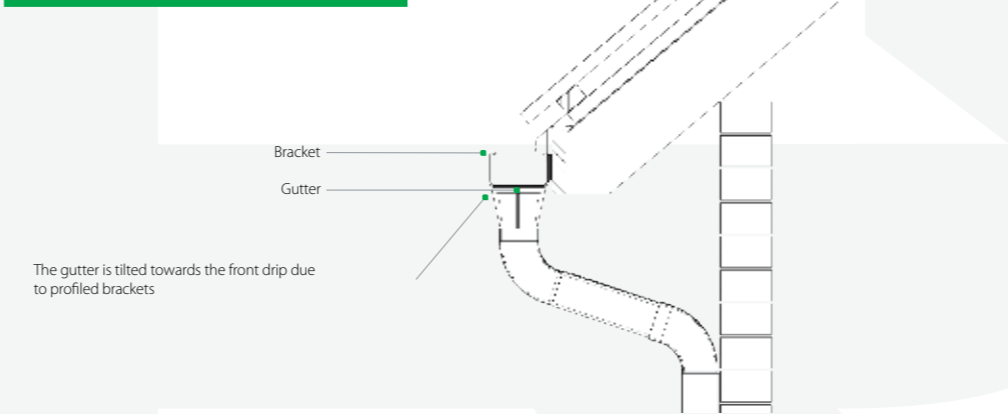 Bracket
Gutter
The gutter is tilted towards the front drip due
to profiled brackets